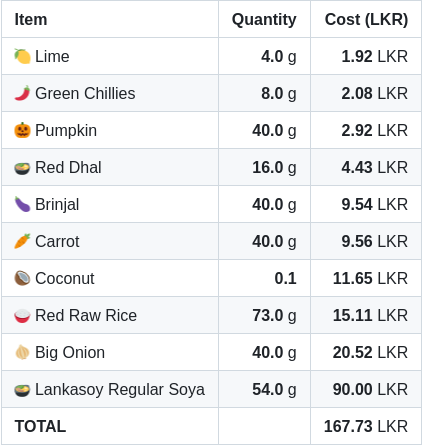 Item Quantity Cost (LKR)
🍋 Lime 4.0 g 1.92 LKR
🌶️ Green Chillies 8.0 g 2.08 LKR
🎃 Pumpkin 40.0 g 2.92 LKR
🍲 Red Dhal 16.0 g 4.43 LKR
🍆 Brinjal 40.0 g 9.54 LKR
🥕 Carrot 40.0 g 9.56 LKR
🥥 Coconut 0.1 11.65 LKR
🍚 Red Raw Rice 73.0 g 15.11 LKR
🧄 Big Onion 40.0 g 20.52 LKR
🍲 Lankasoy Regular Soya 54.0 g 90.00 LKR
TOTAL 167.73 LKR